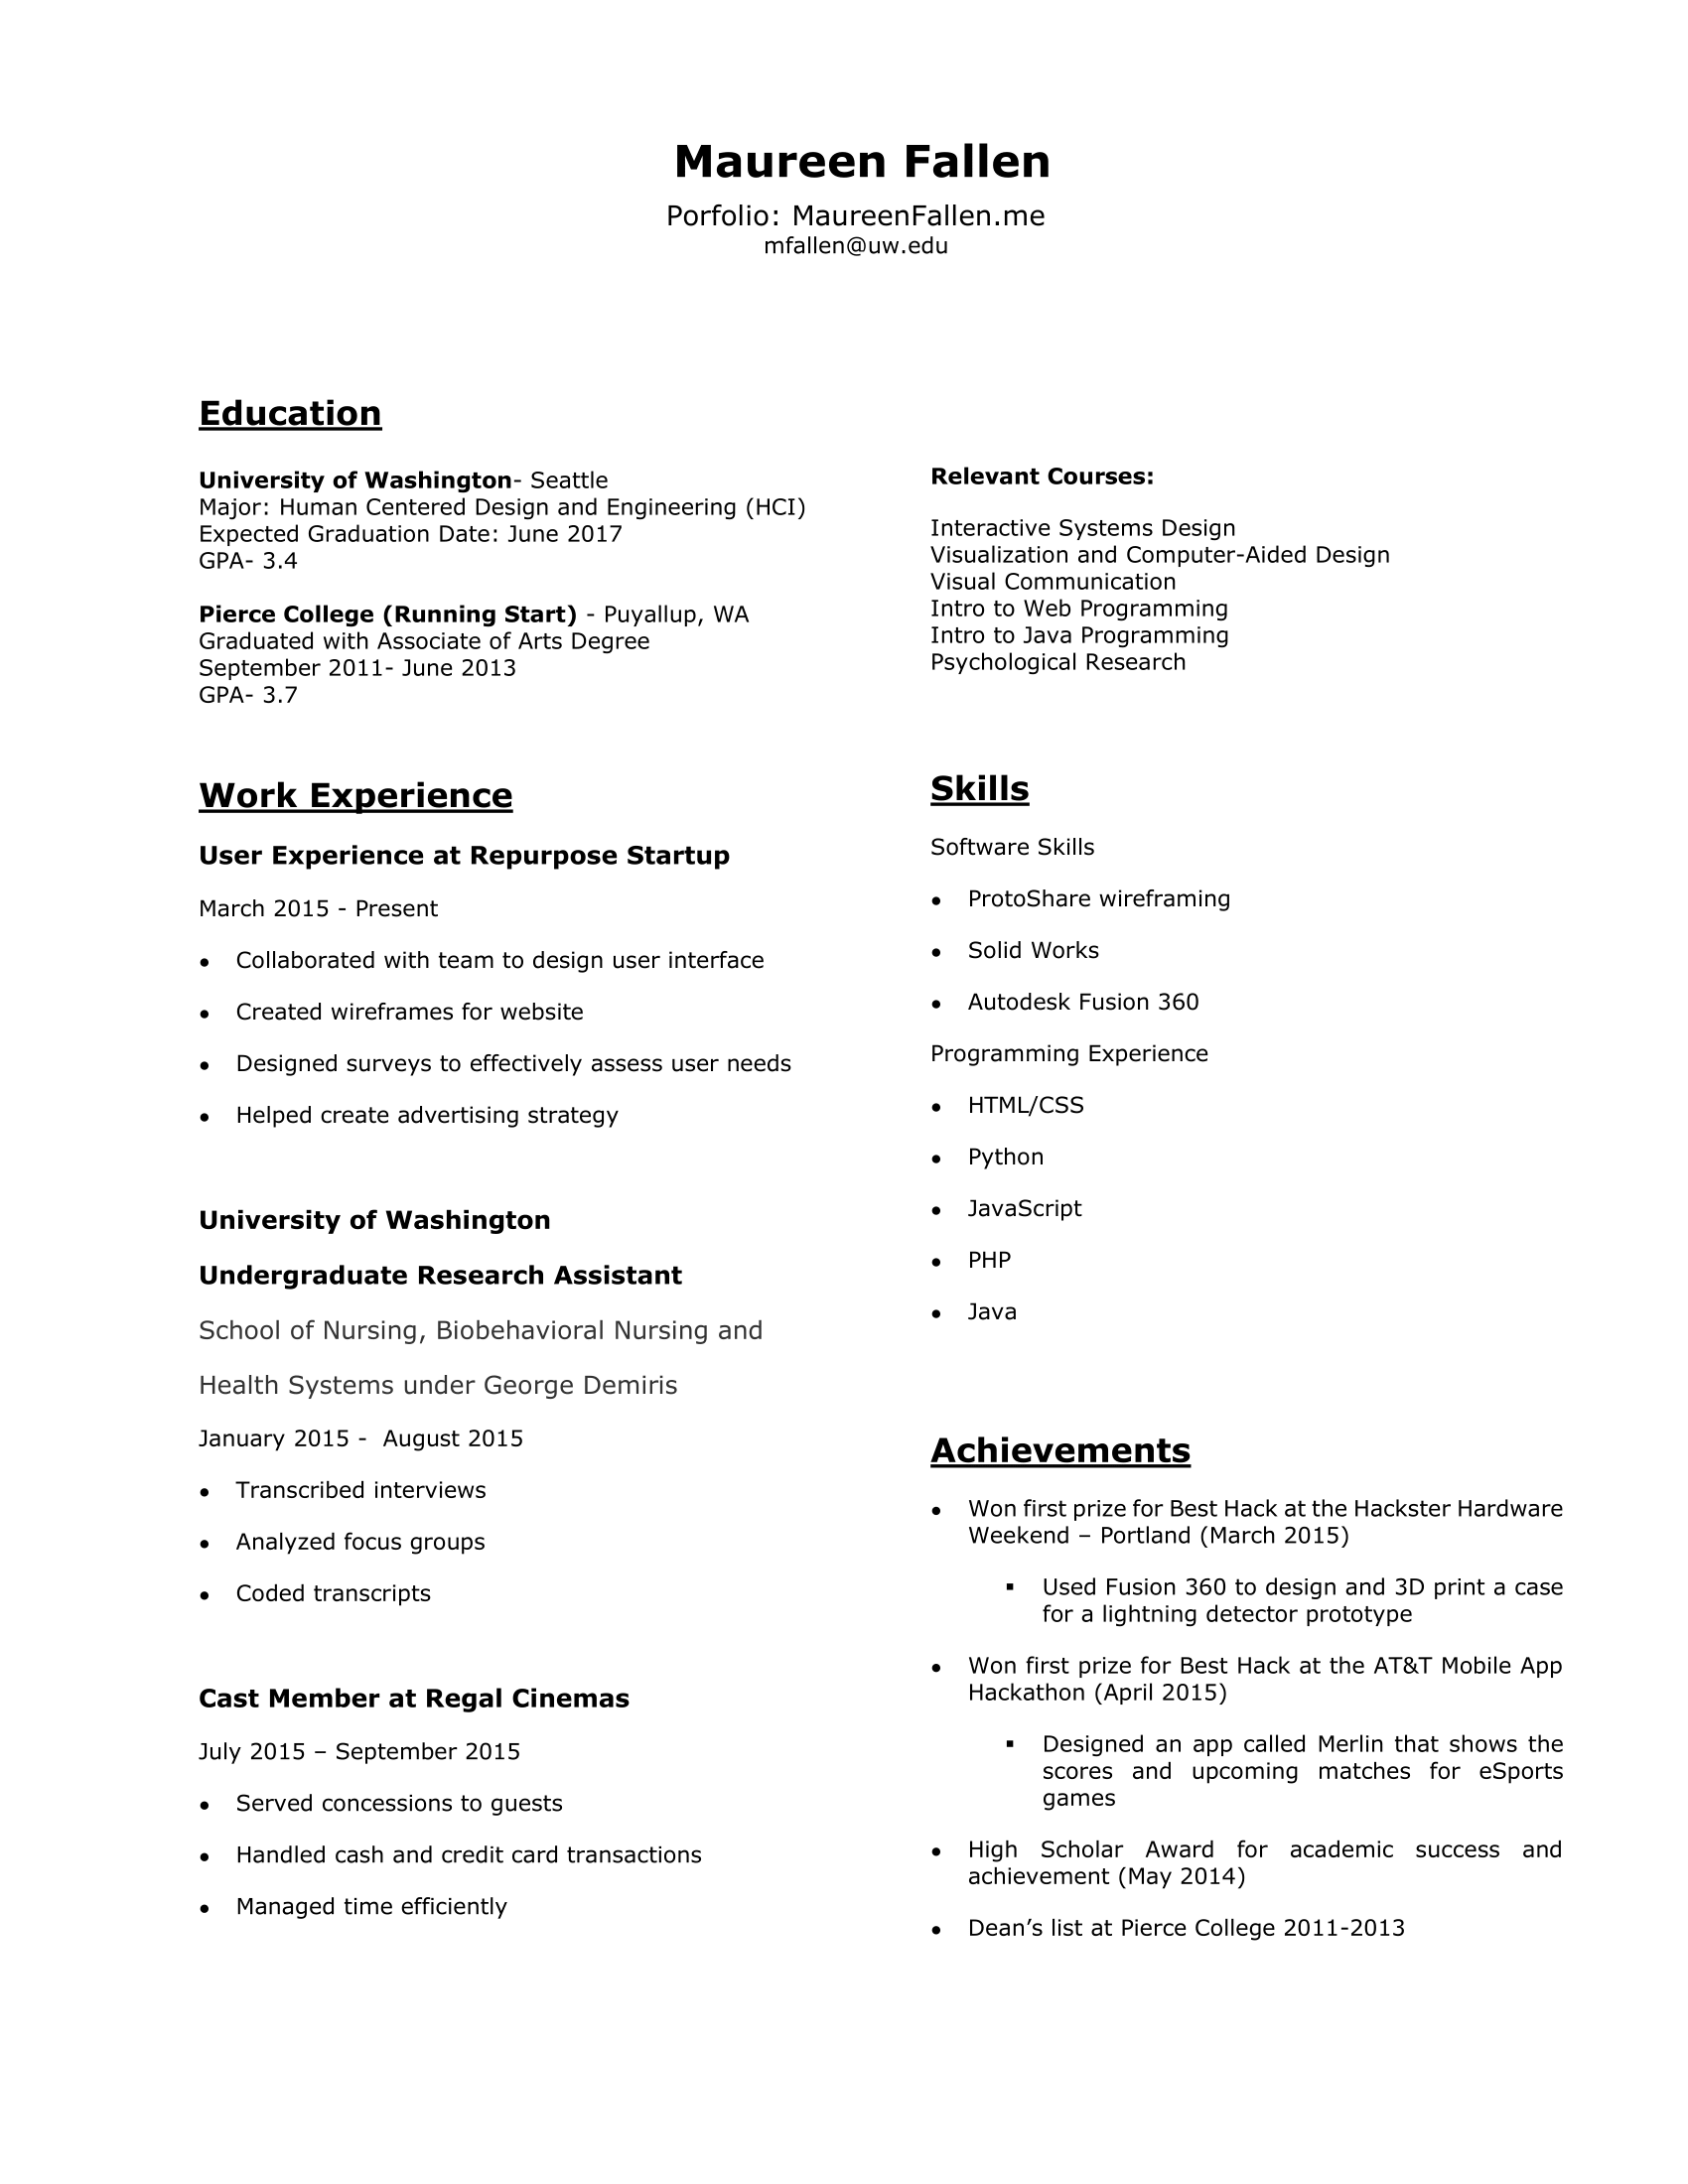 Maureen Fallen
Porfolio: MaureenFallen.me
mfallen@uw.edu
Education
University of Washington- Seattle
Major: Human Centered Design and Engineering (HCI)
Expected Graduation Date: June 2017
GPA- 3.4
Pierce College (Running Start) - Puyallup, WA
Graduated with Associate of Arts Degree
September 2011- June 2013
GPA- 3.7
Relevant Courses:
Interactive Systems Design
Visualization and Computer-Aided Design
Visual Communication
Intro to Web Programming
Intro to Java Programming
Psychological Research
Work Experience
User Experience at Repurpose Startup
March 2015 - Present
● Collaborated with team to design user interface
● Created wireframes for website
● Designed surveys to effectively assess user needs
● Helped create advertising strategy
University of Washington
Undergraduate Research Assistant
School of Nursing, Biobehavioral Nursing and
Health Systems under George Demiris
January 2015 -  August 2015
● Transcribed interviews
● Analyzed focus groups
● Coded transcripts
Cast Member at Regal Cinemas
July 2015 – September 2015
● Served concessions to guests
● Handled cash and credit card transactions
● Managed time efficiently
Skills
Software Skills
● ProtoShare wireframing
● Solid Works
● Autodesk Fusion 360
Programming Experience
● HTML/CSS
● Python
● JavaScript
● PHP
● Java
Achievements
● Won first prize for Best Hack at the Hackster Hardware
Weekend – Portland (March 2015)
▪ Used Fusion 360 to design and 3D print a case
for a lightning detector prototype
● Won first prize for Best Hack at the AT&T Mobile App
Hackathon (April 2015)
▪ Designed an app called Merlin that shows the
scores and upcoming matches for eSports
games
● High Scholar Award for academic success and
achievement (May 2014)
● Dean’s list at Pierce College 2011-2013